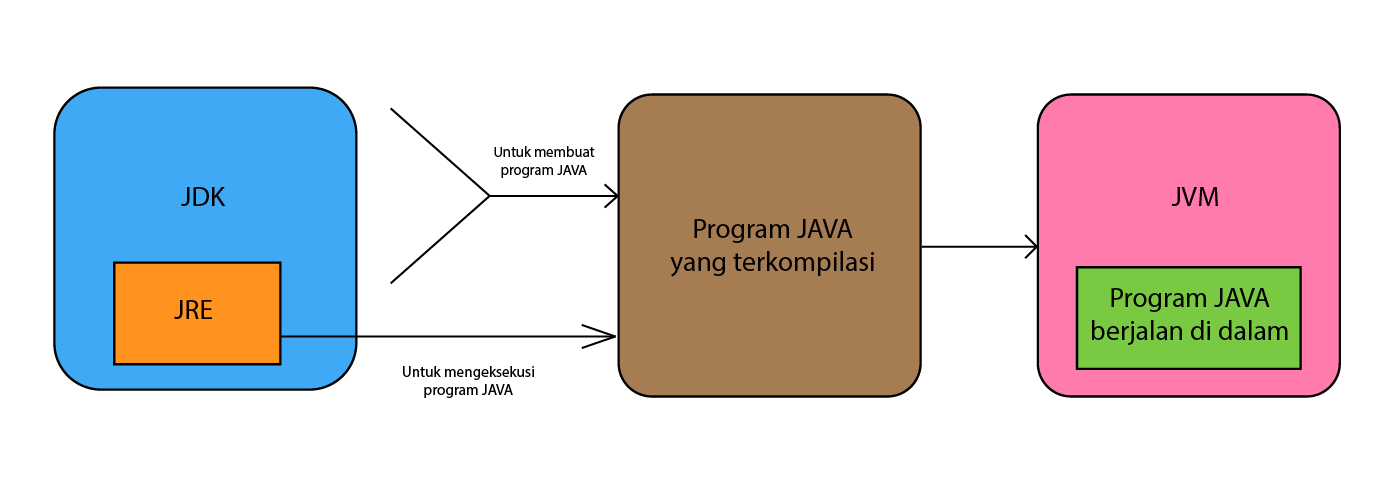 JDK
JRE
Untuk membuat
program JAVA
Untuk mengeksekusi
program JAVA
Program JAVA
yang terkompilasi
JVM
Program JAVA
berjalan di dalam